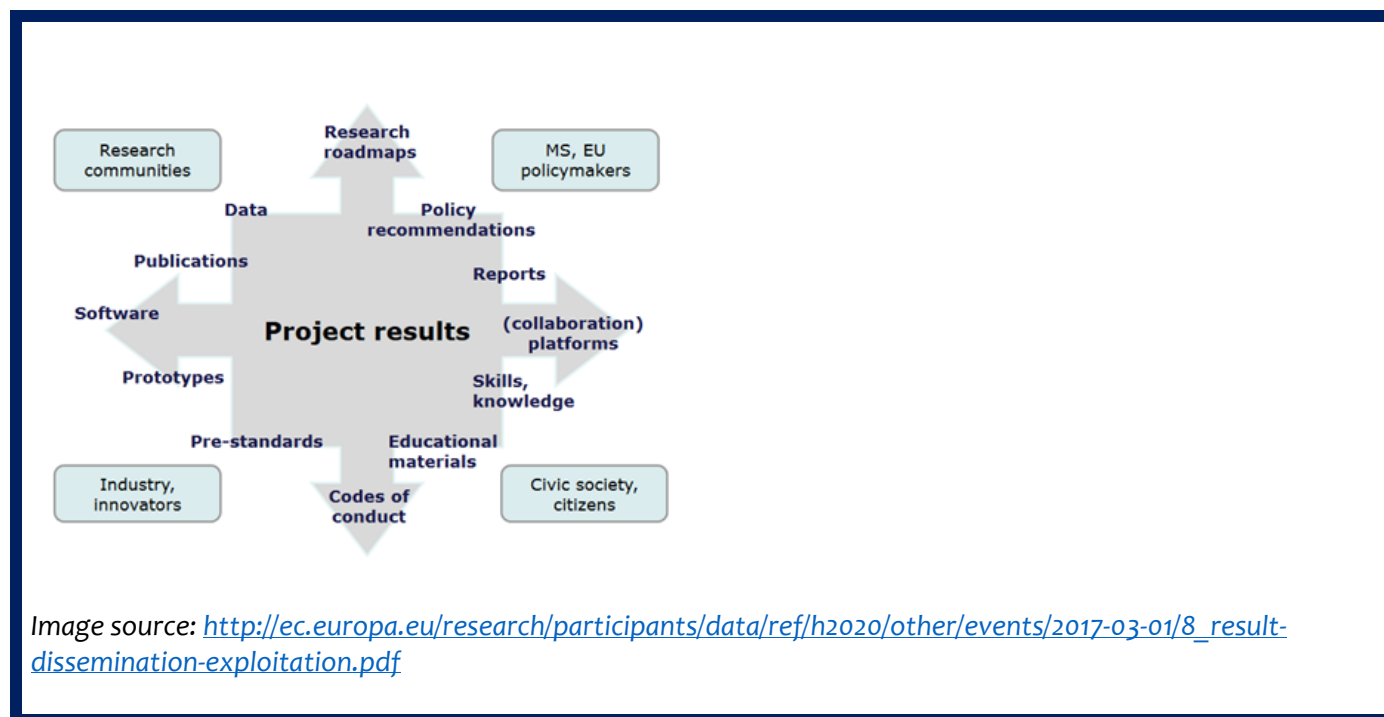 Research
roadmaps
Research
communities
MS, EU
policymakers
Data
Policy
recommendations
Publications
Reports
Software
Project results
(collaboration)
platforms
Prototypes
Skills,
knowledge
Pre-standards
Educational
materials
Industry,
innovators
Codes of
conduct
Civic society,
citizens
Image source: http://ec.europa.eu/research/participants/data/ref/h2020/other/events/2017-03-01/8_result-
dissemination-exploitation.pdf